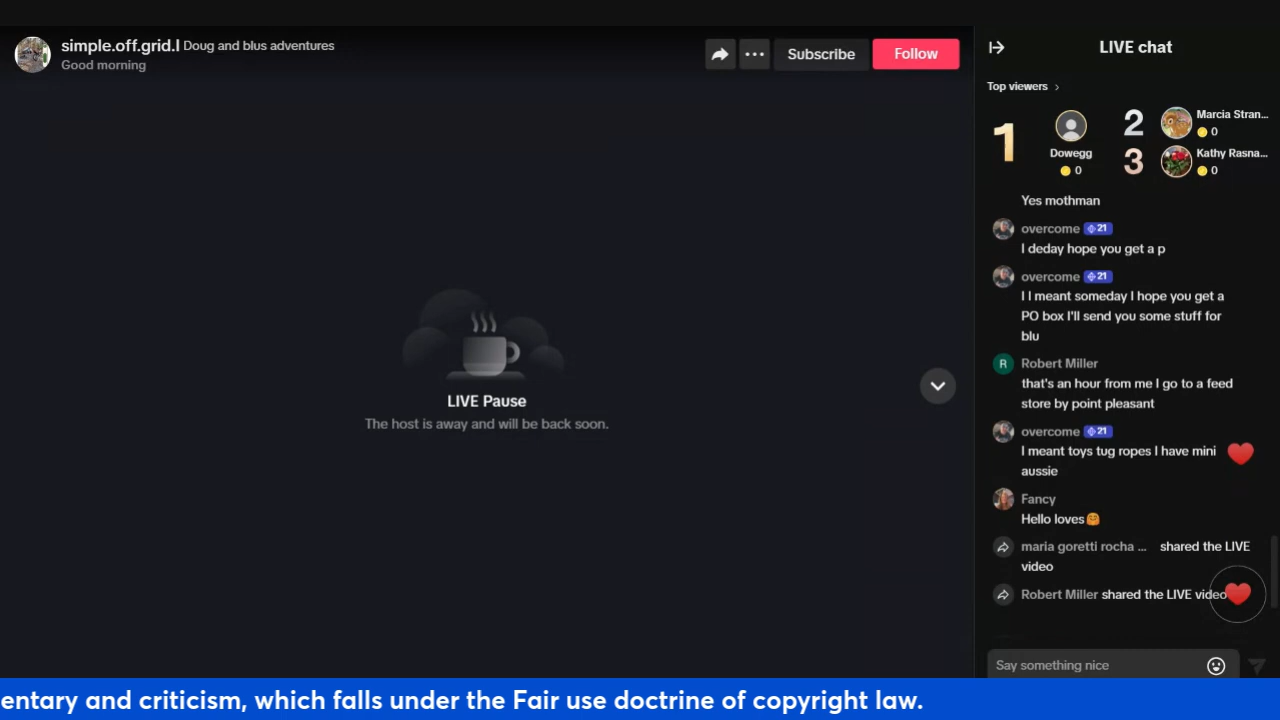 simple.off.grid.l Doug and blus adventures
Good morning
Subscribe
Follow
LIVE Pause
The host is away and will be back soon.
LIVE chat
Top viewers
1
Dowegg
0
2
Marcia Stran...
0
3
Kathy Rasna...
0
Yes mothman
overcome 21
I deday hope you get a p
overcome 21
I I meant someday I hope you get a
PO box I'll send you some stuff for
blu
R
Robert Miller
that's an hour from me I go to a feed
store by point pleasant
overcome 21
I meant toys tug ropes I have mini
aussie
Fancy
Hello loves🤗
maria goretti rocha ... shared the LIVE
video
Robert Miller shared the LIVE video
Say something nice
entary and criticism, which falls under the Fair use doctrine of copyright law.